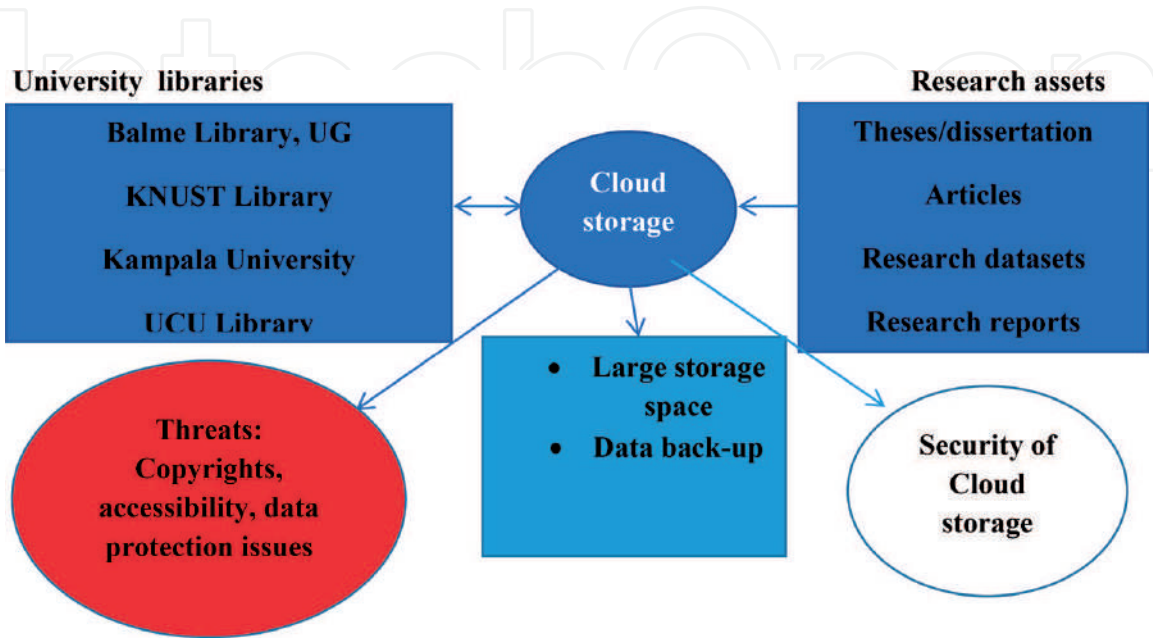 IntechOpen
University libraries
Research assets
Balme Library, UG
KNUST Library
Kampala University
UCU Library
Cloud
storage
Theses/dissertation
Articles
Research datasets
Research reports
Threats:
Copyrights,
accessibility, data
protection issues
• Large storage
space
• Data back-up
Security of
Cloud
storage